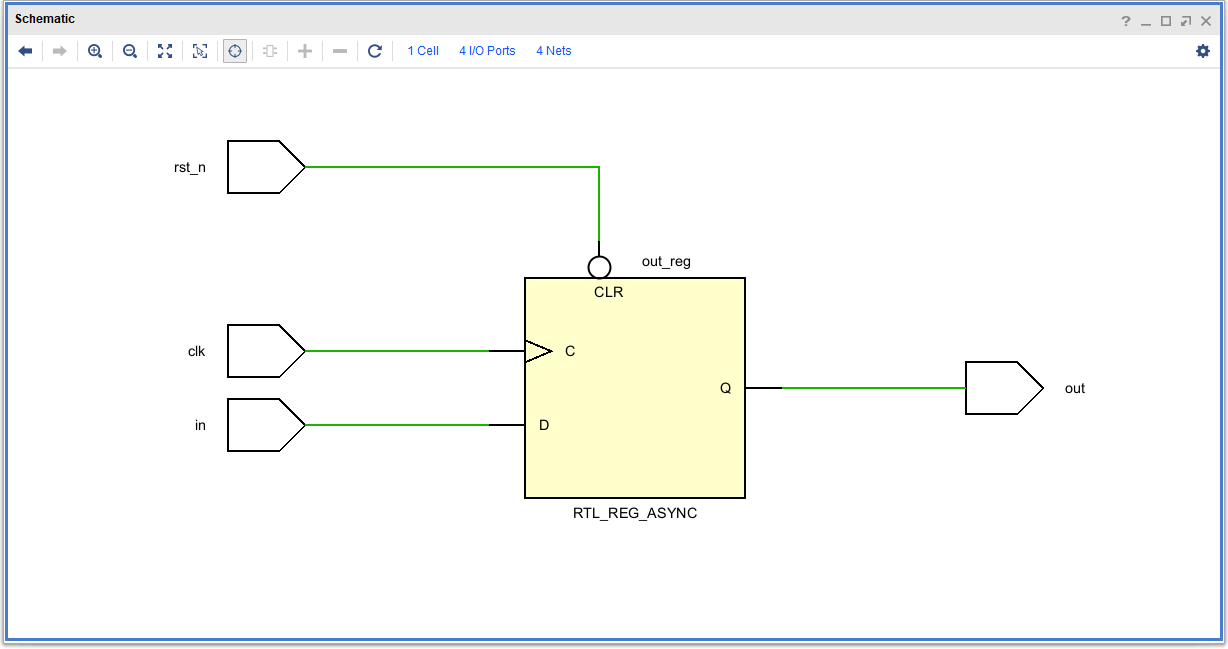 Schematic
?
1 Cell 4 I/O Ports 4 Nets
rst_n
out_reg
CLR
clk
C
Q
out
in
D
RTL_REG_ASYNC